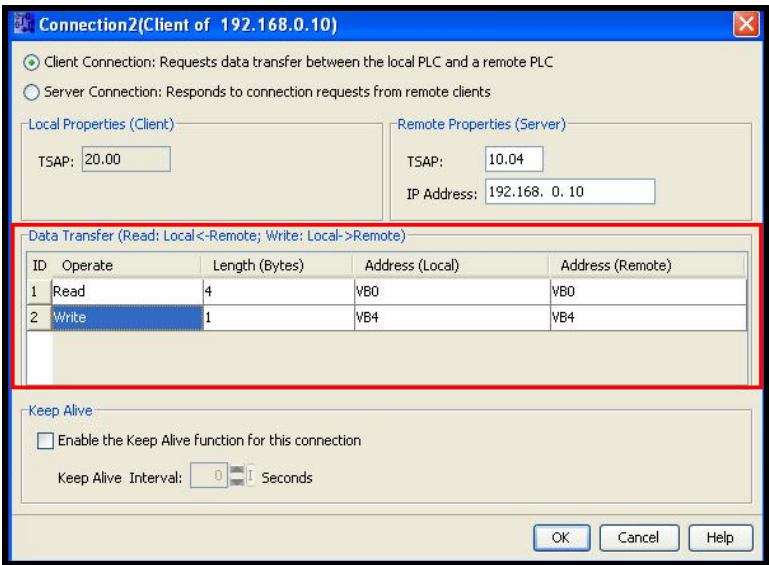 Connection2(Client of 192.168.0.10)
Client Connection: Requests data transfer between the local PLC and a remote PLC
Server Connection: Responds to connection requests from remote clients
Local Properties (Client)
TSAP: 20.00
Remote Properties (Server)
TSAP: 10.04
IP Address: 192.168. 0. 10
Data Transfer (Read: Local<-Remote; Write: Local->Remote)
ID Operate Length (Bytes) Address (Local) Address (Remote)
1 Read 4 VB0 VB0
2 Write 1 VB4 VB4
Keep Alive
Enable the Keep Alive function for this connection
Keep Alive Interval: 0 Seconds
OK Cancel Help